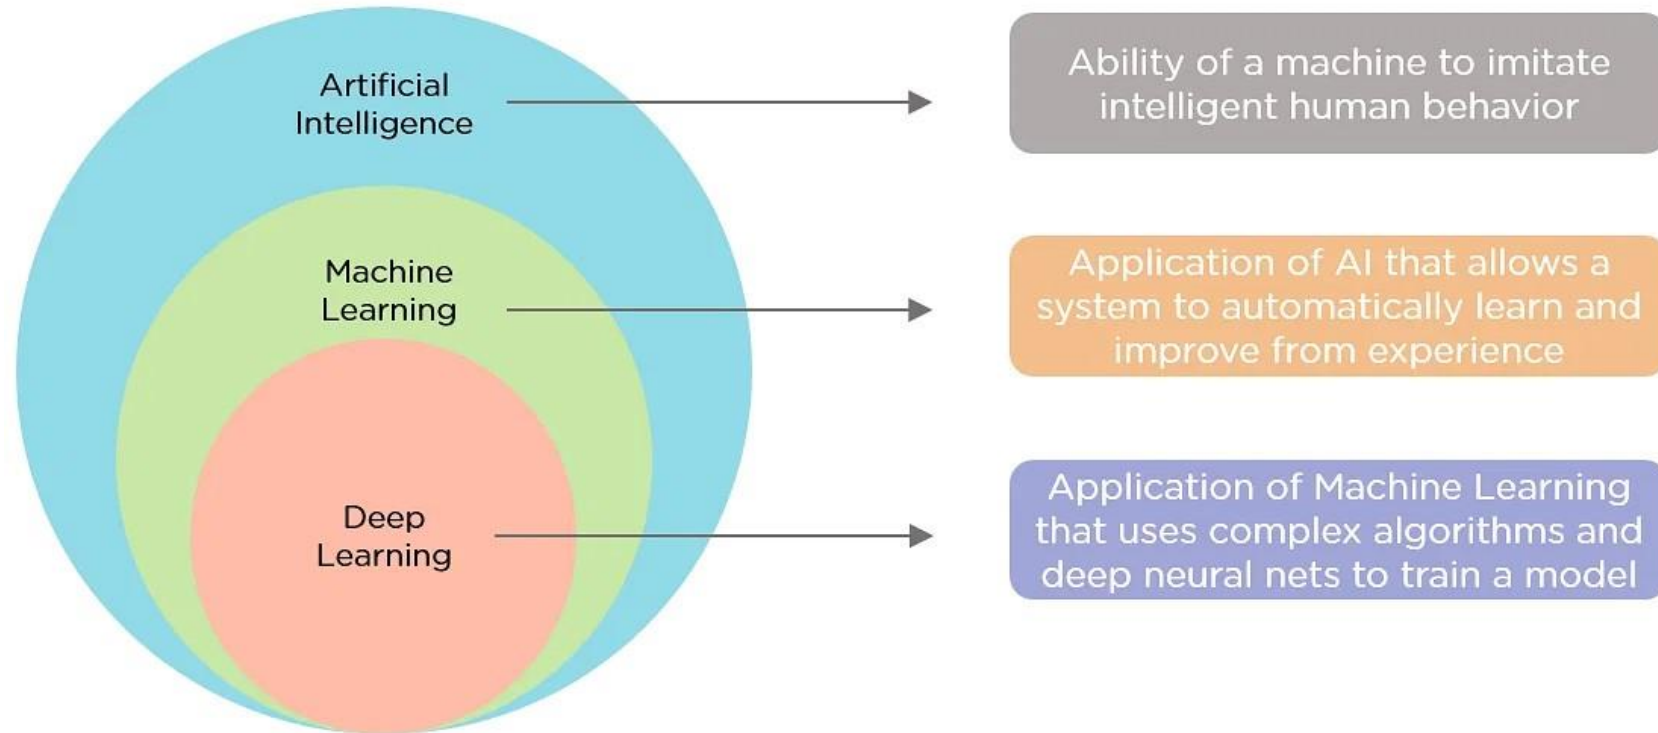 Artificial
Intelligence
Ability of a machine to imitate
intelligent human behavior
Machine
Learning
Application of AI that allows a
system to automatically learn and
improve from experience
Deep
Learning
Application of Machine Learning
that uses complex algorithms and
deep neural nets to train a model